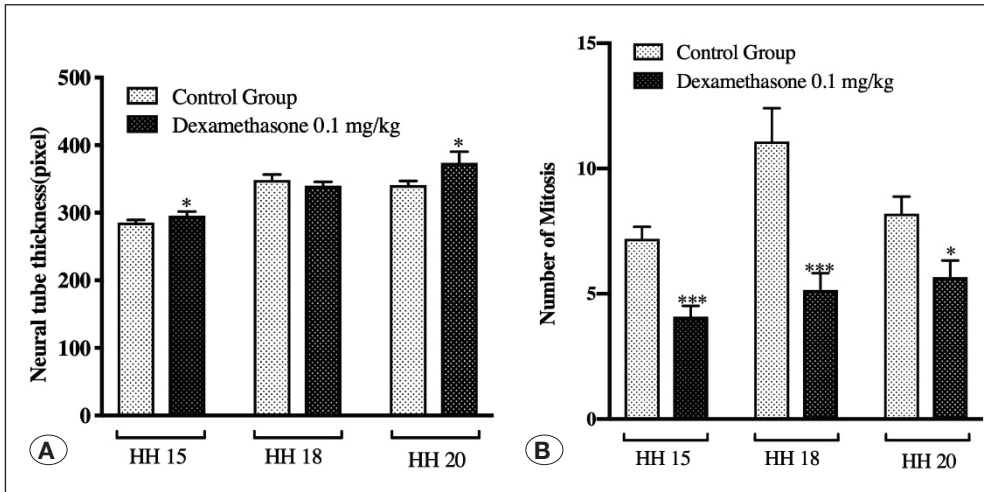 500
400
300
200
100
0
Neural tube thickness(pixel)
Control Group
Dexamethasone 0.1 mg/kg
*
*
HH 15
HH 18
HH 20
A
15
10
5
0
Number of Mitosis
Control Group
Dexamethasone 0.1 mg/kg
***
***
*
HH 15
HH 18
HH 20
B